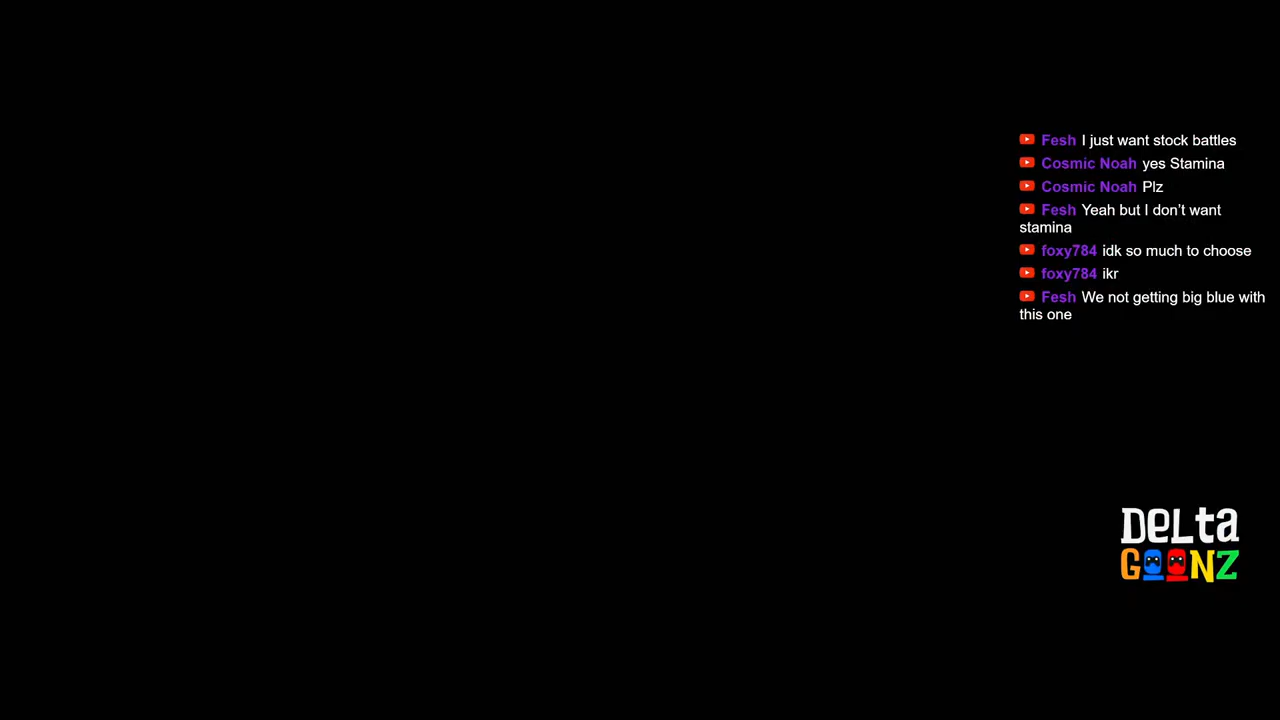 Fesh I just want stock battles
Cosmic Noah yes Stamina
Cosmic Noah Plz
Fesh Yeah but I don’t want
stamina
foxy784 idk so much to choose
foxy784 ikr
Fesh We not getting big blue with
this one
DeLta
GOONZ